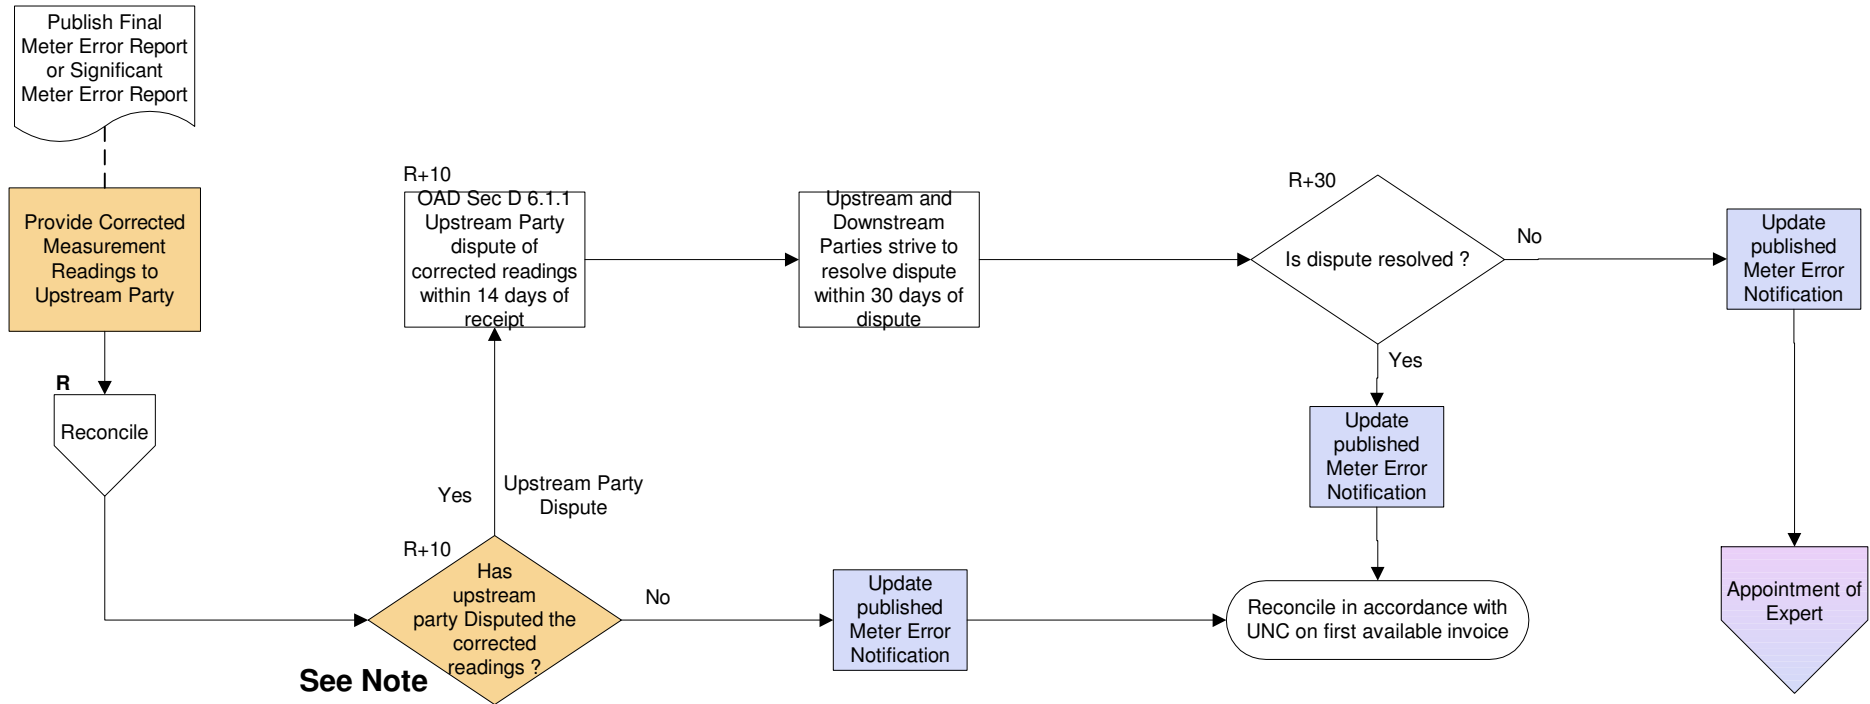 Publish Final
Meter Error Report
or Significant
Meter Error Report
Provide Corrected
Measurement
Readings to
Upstream Party
R
Reconcile
R+10
OAD Sec D 6.1.1
Upstream Party
dispute of
corrected readings
within 14 days of
receipt
Upstream and
Downstream
Parties strive to
resolve dispute
within 30 days of
dispute
R+30
Is dispute resolved ?
No
Update
published
Meter Error
Notification
Yes
Update
published
Meter Error
Notification
Yes
Upstream Party
Dispute
R+10
Has
upstream
party Disputed the
corrected
readings ?
See Note
No
Update
published
Meter Error
Notification
Reconcile in accordance with
UNC on first available invoice
Appointment of
Expert